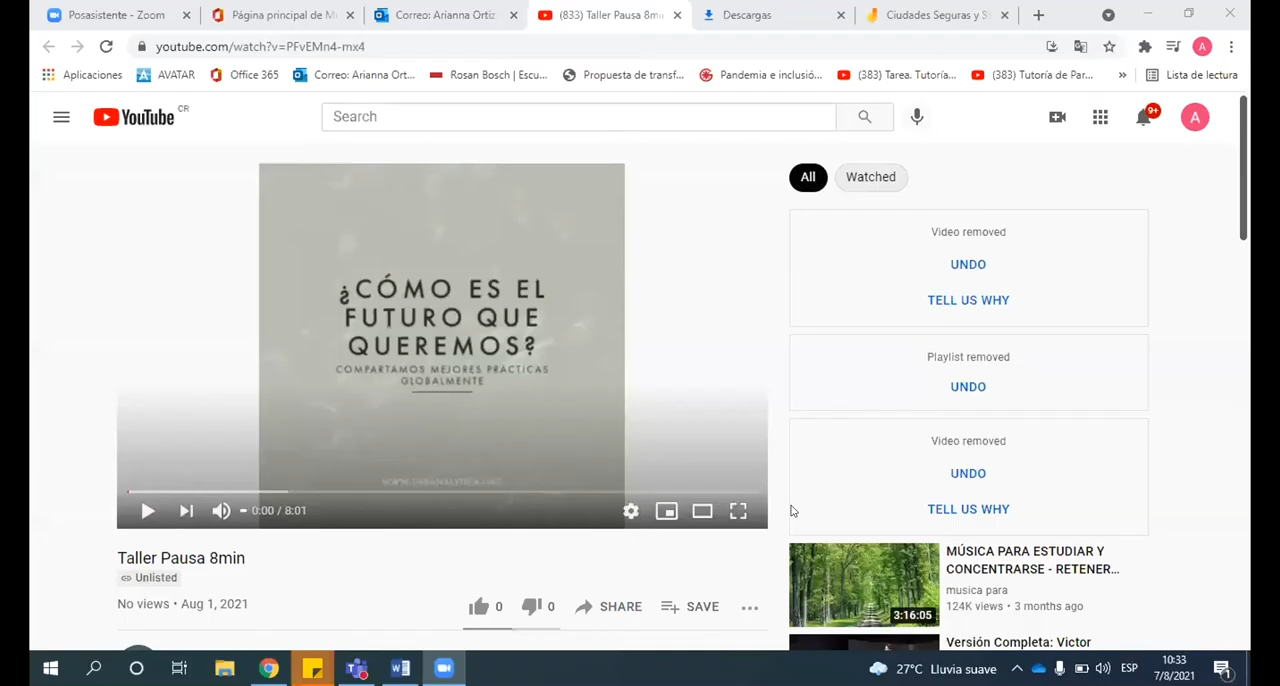 Posasistente - Zoom
Página principal de M
Correo: Arianna Ortiz
(833) Taller Pausa 8mi
Descargas
Ciudades Seguras y S
youtube.com/watch?v=PFvEMn4-mx4
A
Aplicaciones
AVATAR
Office 365
Correo: Arianna Ort...
Rosan Bosch | Escu...
Propuesta de transf...
Pandemia e inclusió...
(383) Tarea. Tutoría...
(383) Tutoría de Par...
»
Lista de lectura
YouTube CR
Search
9+
A
¿CÓMO ES EL
FUTURO QUE
QUEREMOS?
COMPARTAMOS MEJORES PRÁCTICAS
GLOBALMENTE
0:00 / 8:01
All
Watched
Video removed
UNDO
TELL US WHY
Playlist removed
UNDO
Video removed
UNDO
TELL US WHY
Taller Pausa 8min
Unlisted
No views • Aug 1, 2021
0
0
SHARE
SAVE
3:16:05
MÚSICA PARA ESTUDIAR Y
CONCENTRARSE - RETENER...
musica para
124K views • 3 months ago
Versión Completa: Victor
27°C Lluvia suave
ESP
10:33
7/8/2021
1